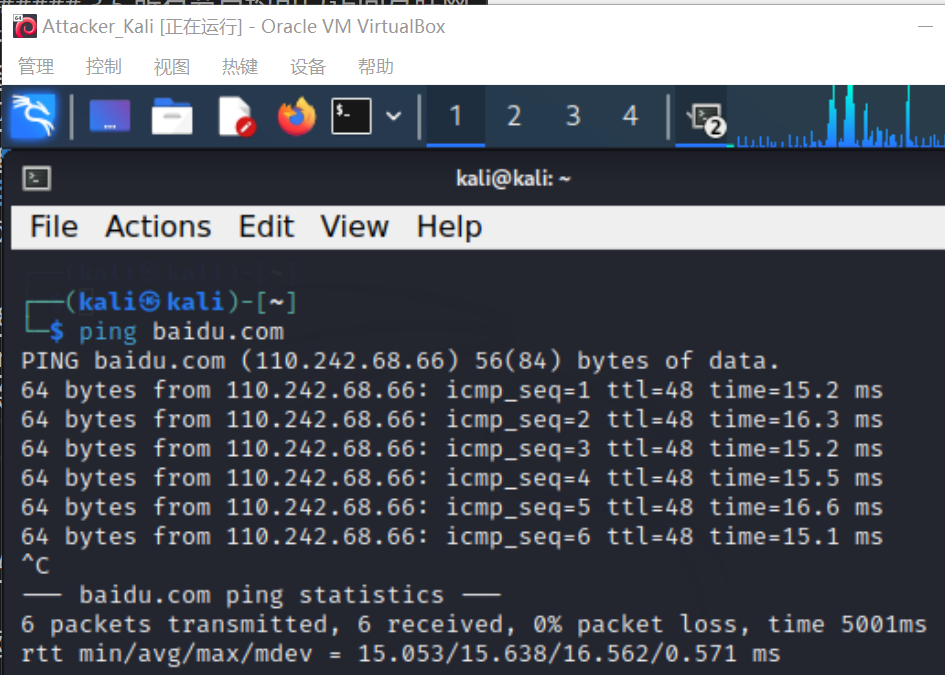 Attacker_Kali [正在运行] - Oracle VM VirtualBox
管理 控制 视图 热键 设备 帮助
1 2 3 4 2
kali@kali: ~
File Actions Edit View Help
┌──(kali㉿kali)-[~]
└─$ ping baidu.com
PING baidu.com (110.242.68.66) 56(84) bytes of data.
64 bytes from 110.242.68.66: icmp_seq=1 ttl=48 time=15.2 ms
64 bytes from 110.242.68.66: icmp_seq=2 ttl=48 time=16.3 ms
64 bytes from 110.242.68.66: icmp_seq=3 ttl=48 time=15.2 ms
64 bytes from 110.242.68.66: icmp_seq=4 ttl=48 time=15.5 ms
64 bytes from 110.242.68.66: icmp_seq=5 ttl=48 time=16.6 ms
64 bytes from 110.242.68.66: icmp_seq=6 ttl=48 time=15.1 ms
^C
--- baidu.com ping statistics ---
6 packets transmitted, 6 received, 0% packet loss, time 5001ms
rtt min/avg/max/mdev = 15.053/15.638/16.562/0.571 ms